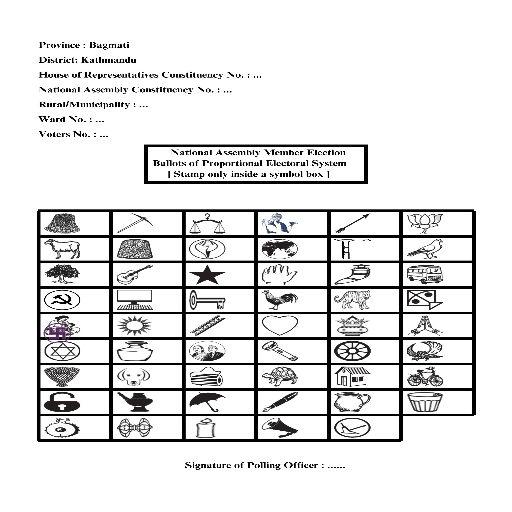 Province : Bagmati
District: Kathmandu
House of Representatives Constituency No. : ...
National Assembly Constituency No. : ...
Rural/Municipality : ...
Ward No. : ...
Voters No. : ...
National Assembly Member Election
Ballots of Proportional Electoral System
[ Stamp only inside a symbol box ]
Signature of Polling Officer : ......